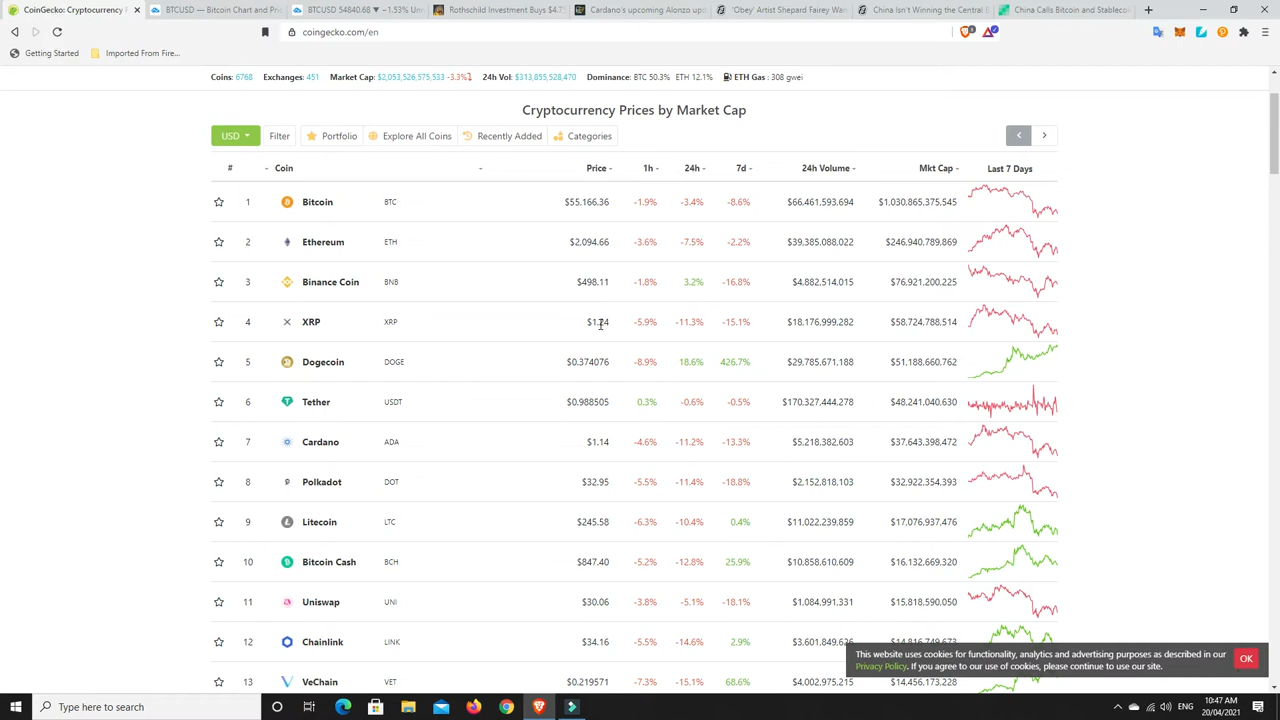 CoinGecko: Cryptocurrency P
BTCUSD — Bitcoin Chart and Pri
BTCUSD 54840.68 ▼ −1.53% Unn
Rothschild Investment Buys $4.75
Cardano's upcoming Alonzo upd
'Obey' Artist Shepard Fairey Wan
China Isn't Winning the Central B
China Calls Bitcoin and Stableco
coingecko.com/en
Getting Started
Imported From Fire...
Coins: 6768 Exchanges: 451 Market Cap: $2,053,526,575,533 -3.3% 24h Vol: $313,855,528,470 Dominance: BTC 50.3% ETH 12.1% ETH Gas : 308 gwei
Cryptocurrency Prices by Market Cap
USD Filter Portfolio Explore All Coins Recently Added Categories
# Coin Price 1h 24h 7d 24h Volume Mkt Cap Last 7 Days
1 Bitcoin BTC $55,166.36 -1.9% -3.4% -8.6% $66,461,593,694 $1,030,865,375,545
2 Ethereum ETH $2,094.66 -3.6% -7.5% -2.2% $39,385,088,022 $246,940,789,869
3 Binance Coin BNB $498.11 -1.8% 3.2% -16.8% $4,882,514,015 $76,921,200,225
4 XRP XRP -5.9% -11.3% -15.1% $18,176,999,282 $58,724,788,514
5 Dogecoin DOGE $0.374076 -8.9% 18.6% 426.7% $29,785,671,188 $51,188,660,762
6 Tether USDT $0.988505 0.3% -0.6% -0.5% $170,327,444,278 $48,241,040,630
7 Cardano ADA $1.14 -4.6% -11.2% -13.3% $5,218,382,603 $37,643,398,472
8 Polkadot DOT $32.95 -5.5% -11.4% -18.8% $2,152,818,103 $32,922,354,393
9 Litecoin LTC $245.58 -6.3% -10.4% 0.4% $11,022,239,859 $17,076,937,476
10 Bitcoin Cash BCH $847.40 -5.2% -12.8% 25.9% $10,858,610,609 $16,132,669,320
11 Uniswap UNI $30.06 -3.8% -5.1% -18.1% $1,084,991,331 $15,818,590,050
12 Chainlink LINK $34.16 -5.5% -14.6% 2.9%
13 VeChain VET $0.219571 -7.3% -15.1% 68.6% $4,002,975,015 $14,456,173,228
This website uses cookies for functionality, analytics and advertising purposes as described in our
Privacy Policy. If you agree to our use of cookies, please continue to use our site.
OK
Type here to search
ENG
10:47 AM
20/04/2021